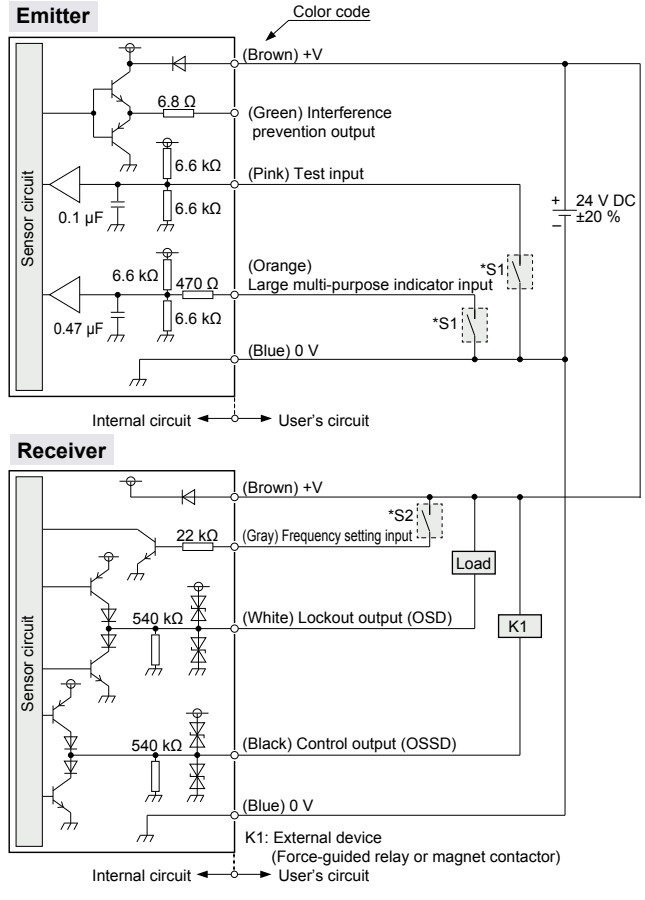 Emitter
Color code
(Brown) +V
6.8 Ω
(Green) Interference
prevention output
6.6 kΩ
(Pink) Test input
6.6 kΩ
0.1 μF
24 V DC
±20 %
+
−
(Orange)
Large multi-purpose indicator input
*S1
6.6 kΩ
470 Ω
*S1
6.6 kΩ
0.47 μF
(Blue) 0 V
Sensor circuit
Internal circuit
User's circuit
Receiver
(Brown) +V
*S2
22 kΩ
(Gray) Frequency setting input
Load
540 kΩ
(White) Lockout output (OSD)
K1
Sensor circuit
540 kΩ
(Black) Control output (OSSD)
(Blue) 0 V
K1: External device
(Force-guided relay or magnet contactor)
Internal circuit
User's circuit